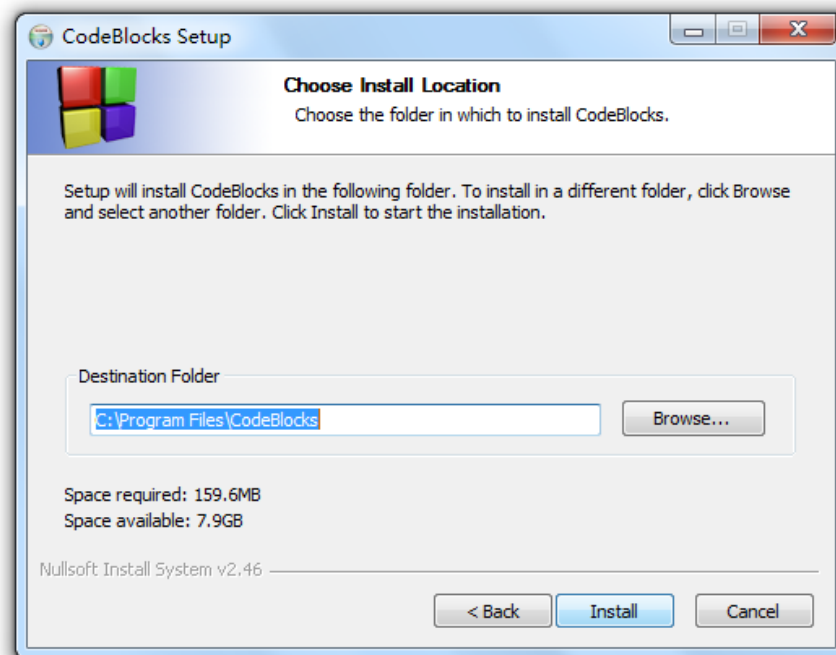 CodeBlocks Setup
Choose Install Location
Choose the folder in which to install CodeBlocks.
Setup will install CodeBlocks in the following folder. To install in a different folder, click Browse
and select another folder. Click Install to start the installation.
Destination Folder
C:\Program Files\CodeBlocks
Browse...
Space required: 159.6MB
Space available: 7.9GB
Nullsoft Install System v2.46
< Back
Install
Cancel